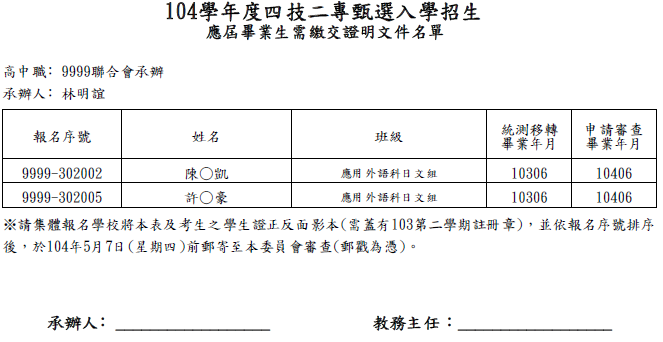 104學年度四技二專甄選入學招生
應屆畢業生需繳交證明文件名單
高中職: 9999聯合會承辦
承辦人: 林明誼
報名序號 姓名 班級 統測移轉畢業年月 申請審查畢業年月
9999-302002 陳○凱 應用外語科日文組 10306 10406
9999-302005 許○豪 應用外語科日文組 10306 10406
※請集體報名學校將本表及考生之學生證正反面影本(需蓋有103第二學期註冊章)，並依報名序號排序
後，於104年5月7日(星期四)前郵寄至本委員會審查(郵戳為憑)。
承辦人: ________________ 教務主任：________________